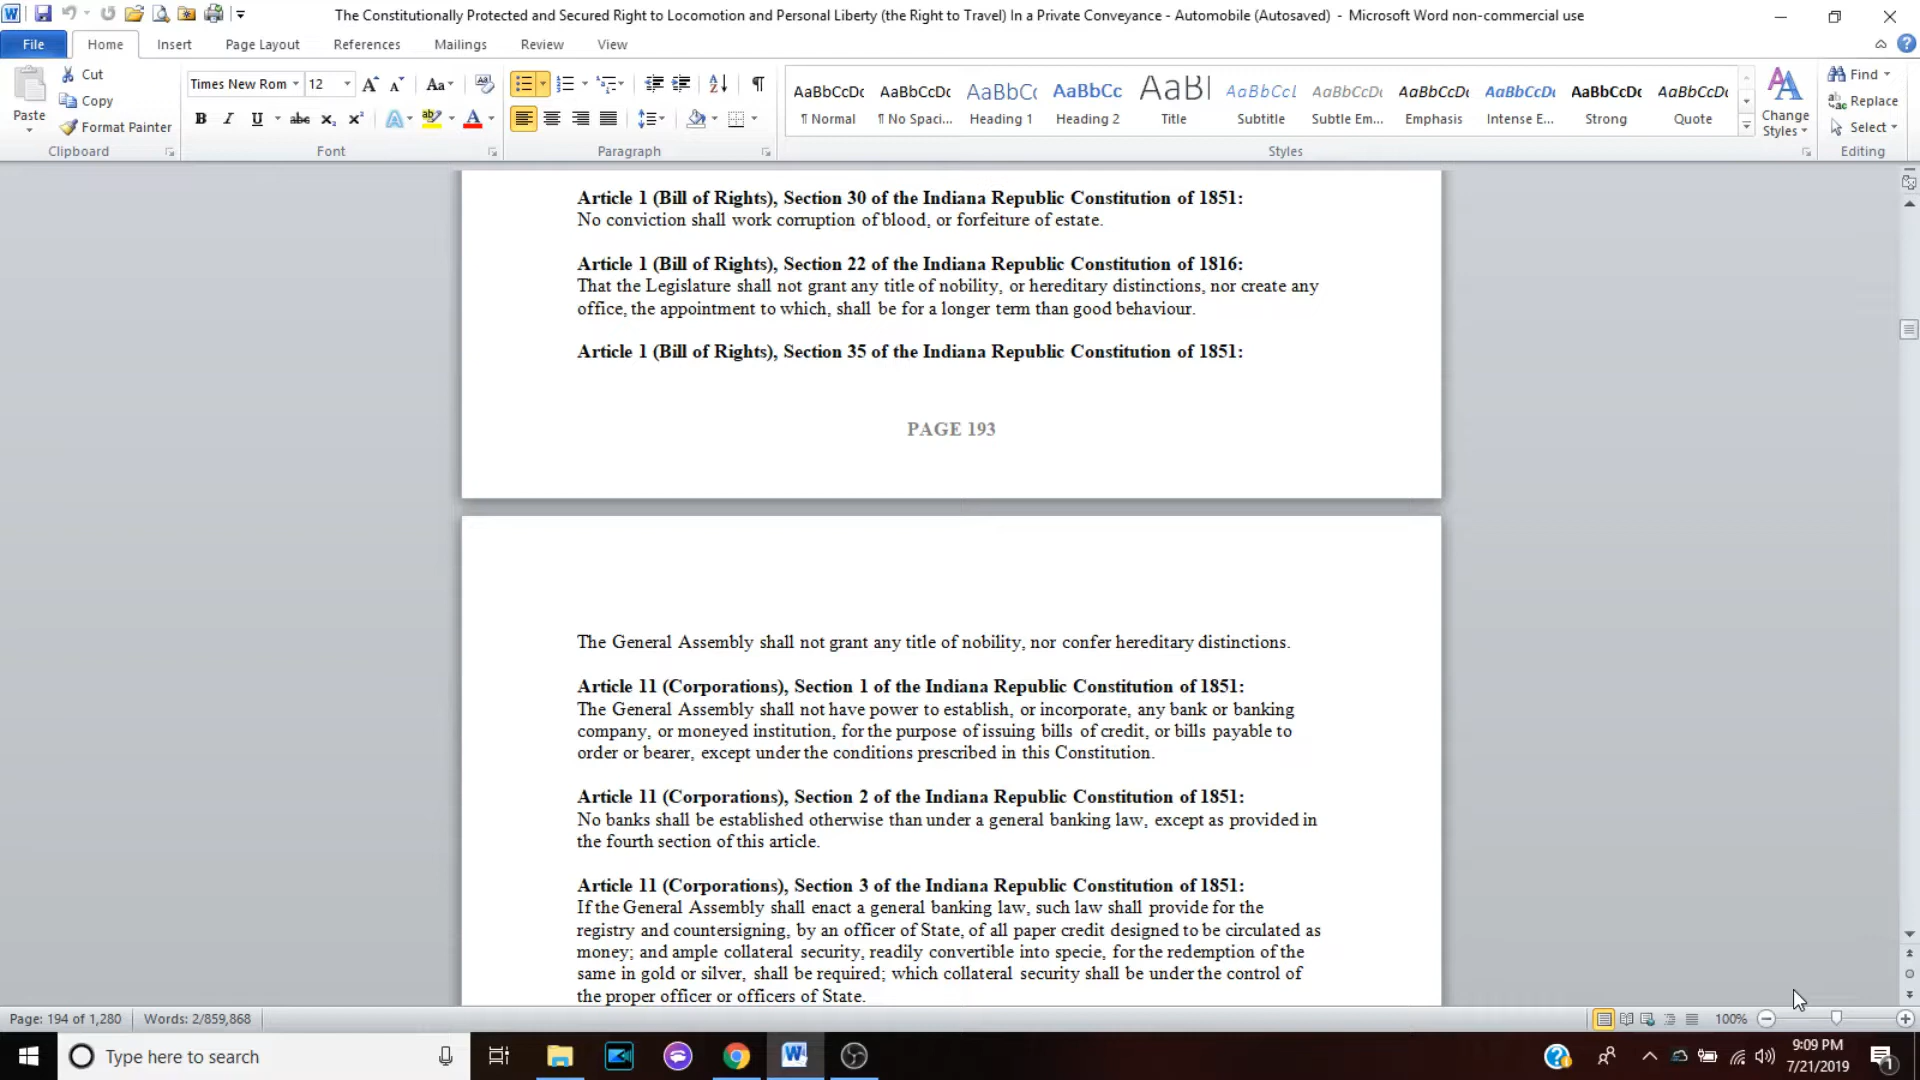 The Constitutionally Protected and Secured Right to Locomotion and Personal Liberty (the Right to Travel) In a Private Conveyance - Automobile (Autosaved) - Microsoft Word non-commercial use
File Home Insert Page Layout References Mailings Review View
Paste
Cut
Copy
Format Painter
Clipboard
Times New Rom 12
Font
Paragraph
AaBbCcDc AaBbCcDc AaBbCc AaBbCc AaBl AaBbCcL AaBbCcDc AaBbCcDc AaBbCcDc AaBbCcDc AaBbCcDc
¶ Normal ¶ No Spaci... Heading 1 Heading 2 Title Subtitle Subtle Em... Emphasis Intense E... Strong Quote
Styles
Change
Styles
Find
Replace
Select
Editing
Article 1 (Bill of Rights), Section 30 of the Indiana Republic Constitution of 1851:
No conviction shall work corruption of blood, or forfeiture of estate.
Article 1 (Bill of Rights), Section 22 of the Indiana Republic Constitution of 1816:
That the Legislature shall not grant any title of nobility, or hereditary distinctions, nor create any
office, the appointment to which, shall be for a longer term than good behaviour.
Article 1 (Bill of Rights), Section 35 of the Indiana Republic Constitution of 1851:
PAGE 193
The General Assembly shall not grant any title of nobility, nor confer hereditary distinctions.
Article 11 (Corporations), Section 1 of the Indiana Republic Constitution of 1851:
The General Assembly shall not have power to establish, or incorporate, any bank or banking
company, or moneyed institution, for the purpose of issuing bills of credit, or bills payable to
order or bearer, except under the conditions prescribed in this Constitution.
Article 11 (Corporations), Section 2 of the Indiana Republic Constitution of 1851:
No banks shall be established otherwise than under a general banking law, except as provided in
the fourth section of this article.
Article 11 (Corporations), Section 3 of the Indiana Republic Constitution of 1851:
If the General Assembly shall enact a general banking law, such law shall provide for the
registry and countersigning, by an officer of State, of all paper credit designed to be circulated as
money; and ample collateral security, readily convertible into specie, for the redemption of the
same in gold or silver, shall be required; which collateral security shall be under the control of
the proper officer or officers of State.
Page: 194 of 1,280 Words: 2/859,868 100%
Type here to search
9:09 PM
7/21/2019